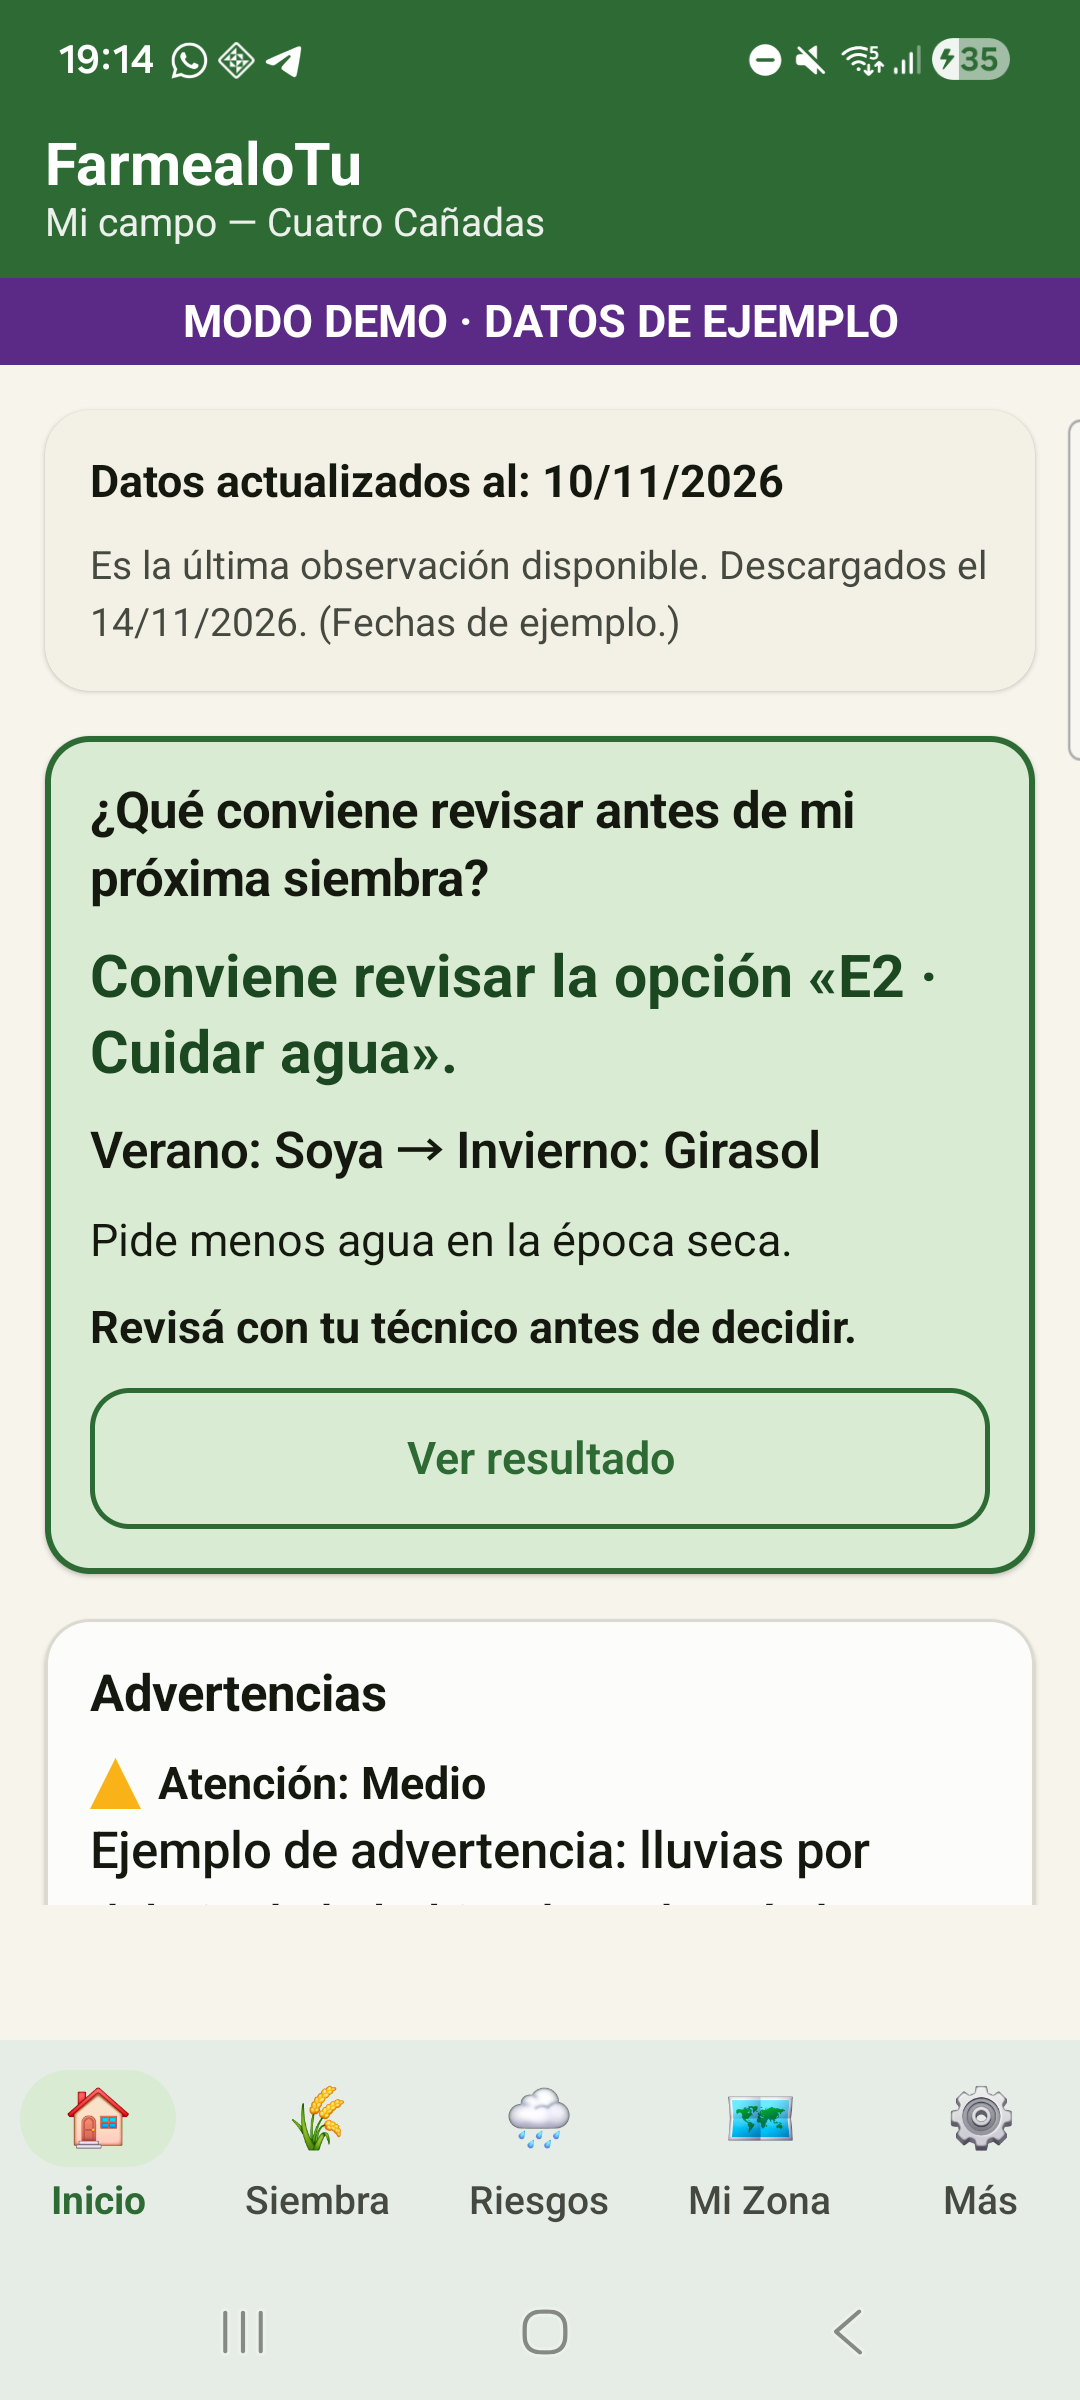 19:14
5
35
FarmealoTu
Mi campo — Cuatro Cañadas
MODO DEMO · DATOS DE EJEMPLO
Datos actualizados al: 10/11/2026
Es la última observación disponible. Descargados el
14/11/2026. (Fechas de ejemplo.)
¿Qué conviene revisar antes de mi
próxima siembra?
Conviene revisar la opción «E2 ·
Cuidar agua».
Verano: Soya → Invierno: Girasol
Pide menos agua en la época seca.
Revisá con tu técnico antes de decidir.
Ver resultado
Advertencias
Atención: Medio
Ejemplo de advertencia: lluvias por
Inicio
Siembra
Riesgos
Mi Zona
Más